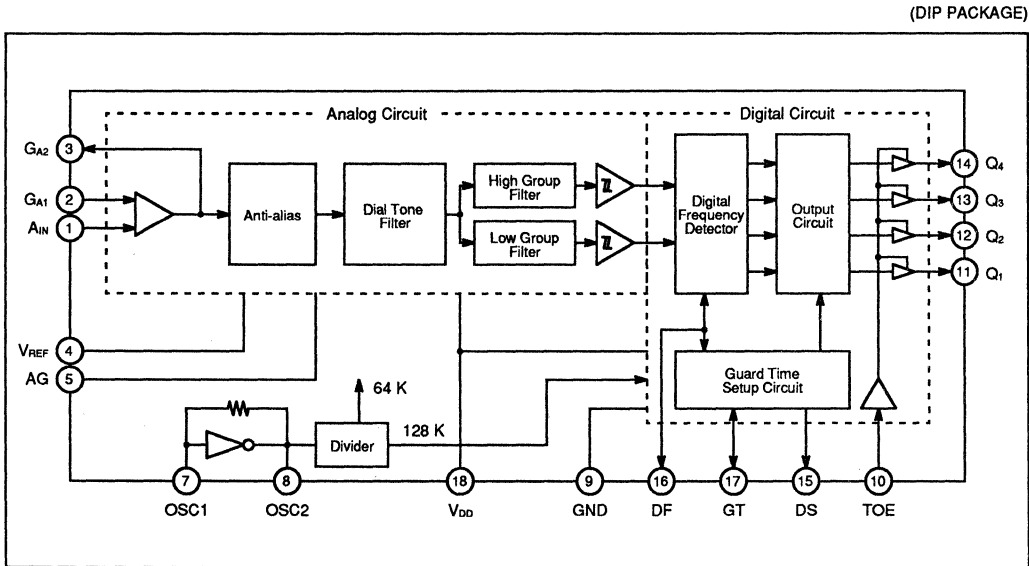 (DIP PACKAGE)
Analog Circuit
Digital Circuit
GA2
3
GA1
2
AIN
1
Anti-alias
Dial Tone
Filter
High Group
Filter
Low Group
Filter
Digital
Frequency
Detector
Output
Circuit
14
Q4
13
Q3
12
Q2
11
Q1
VREF
4
AG
5
64 K
Guard Time
Setup Circuit
Divider
128 K
7
8
18
9
16
17
15
10
OSC1
OSC2
VDD
GND
DF
GT
DS
TOE